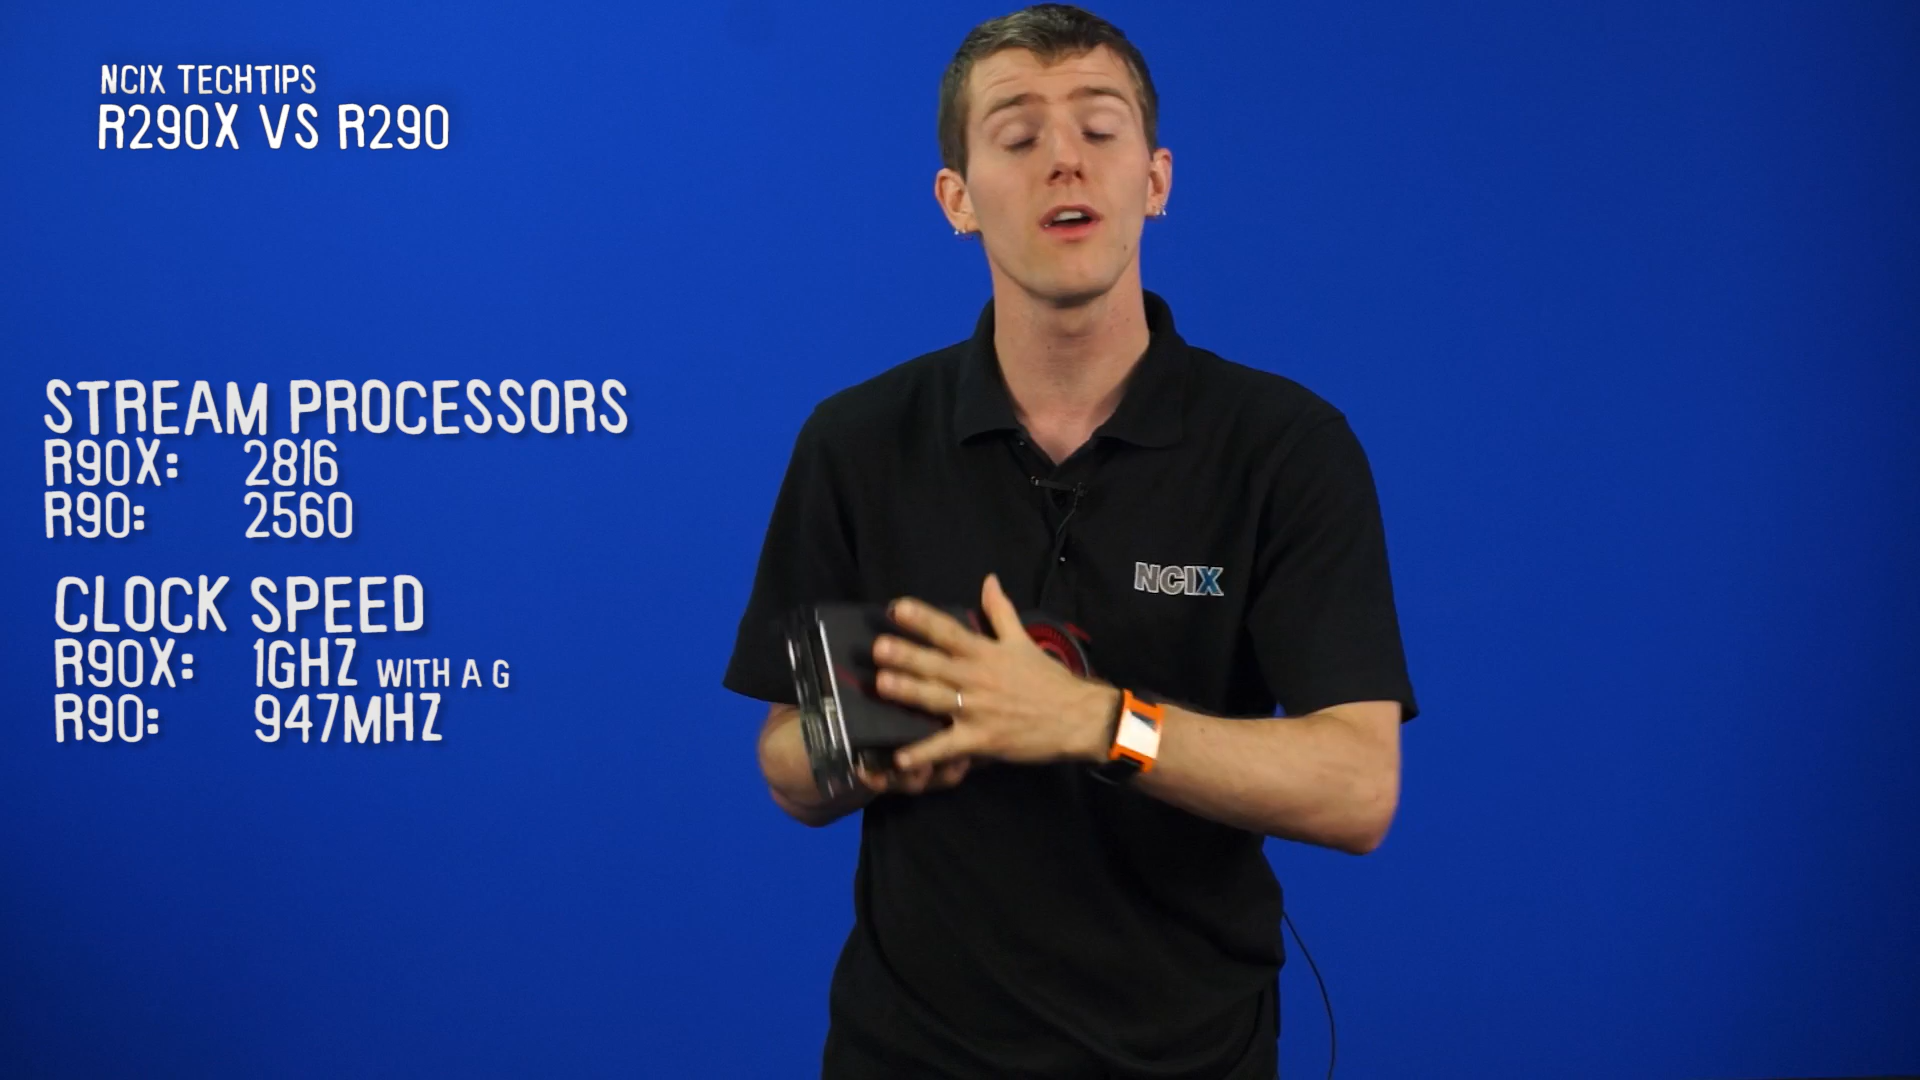 NCIX TECHTIPS
R290X VS R290
STREAM PROCESSORS
R90X: 2816
R90: 2560
CLOCK SPEED
R90X: 1GHZ WITH A G
R90: 947MHZ
NCIX